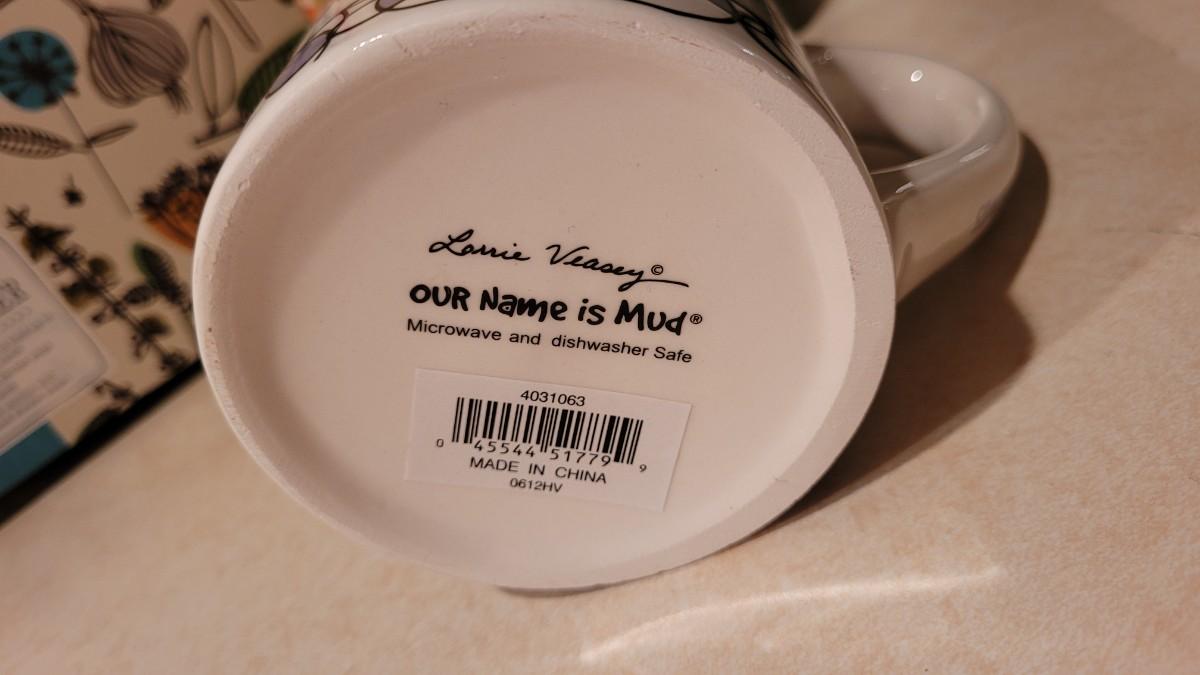 Lorrie Veasey©
OUR Name is Mud®
Microwave and dishwasher Safe
4031063
0 45544 51779 9
MADE IN CHINA
0612HV